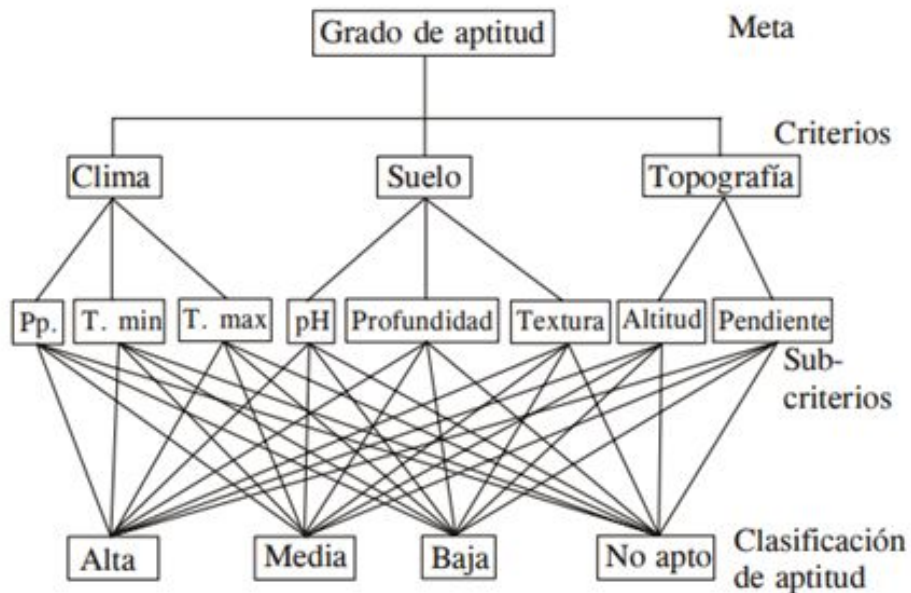 Grado de aptitud
Meta
Criterios
Clima
Suelo
Topografía
Pp.
T. min
T. max
pH
Profundidad
Textura
Altitud
Pendiente
Sub-
criterios
Alta
Media
Baja
No apto
Clasificación
de aptitud